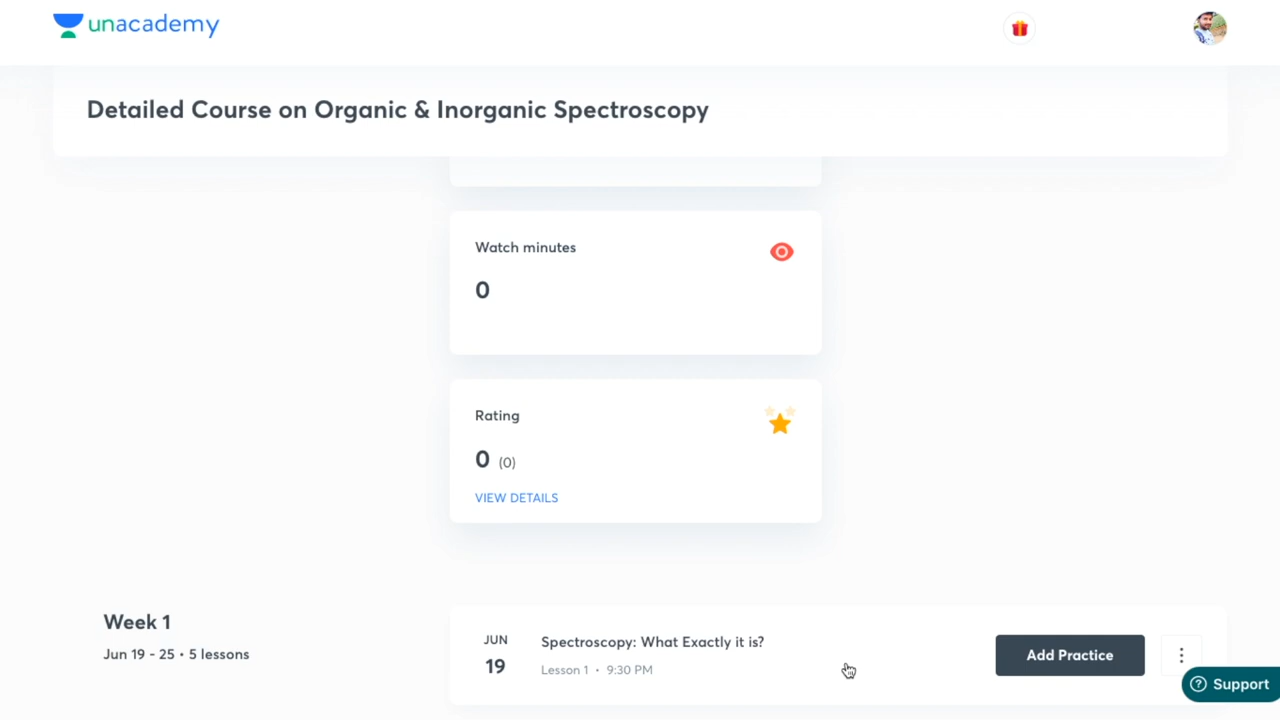 unacademy
Detailed Course on Organic & Inorganic Spectroscopy
Watch minutes
0
Rating
0 (0)
VIEW DETAILS
Week 1
Jun 19 - 25 • 5 lessons
JUN
19
Spectroscopy: What Exactly it is?
Lesson 1 • 9:30 PM
Add Practice
Support